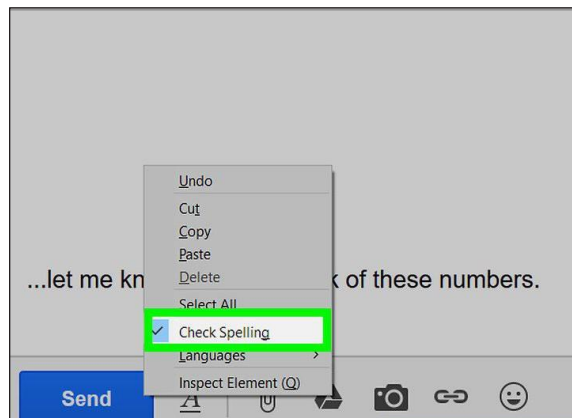 Undo
Cut
Copy
Paste
Delete
...let me kn k of these numbers.
Select All
Check Spelling
Languages
Inspect Element (Q)
Send A